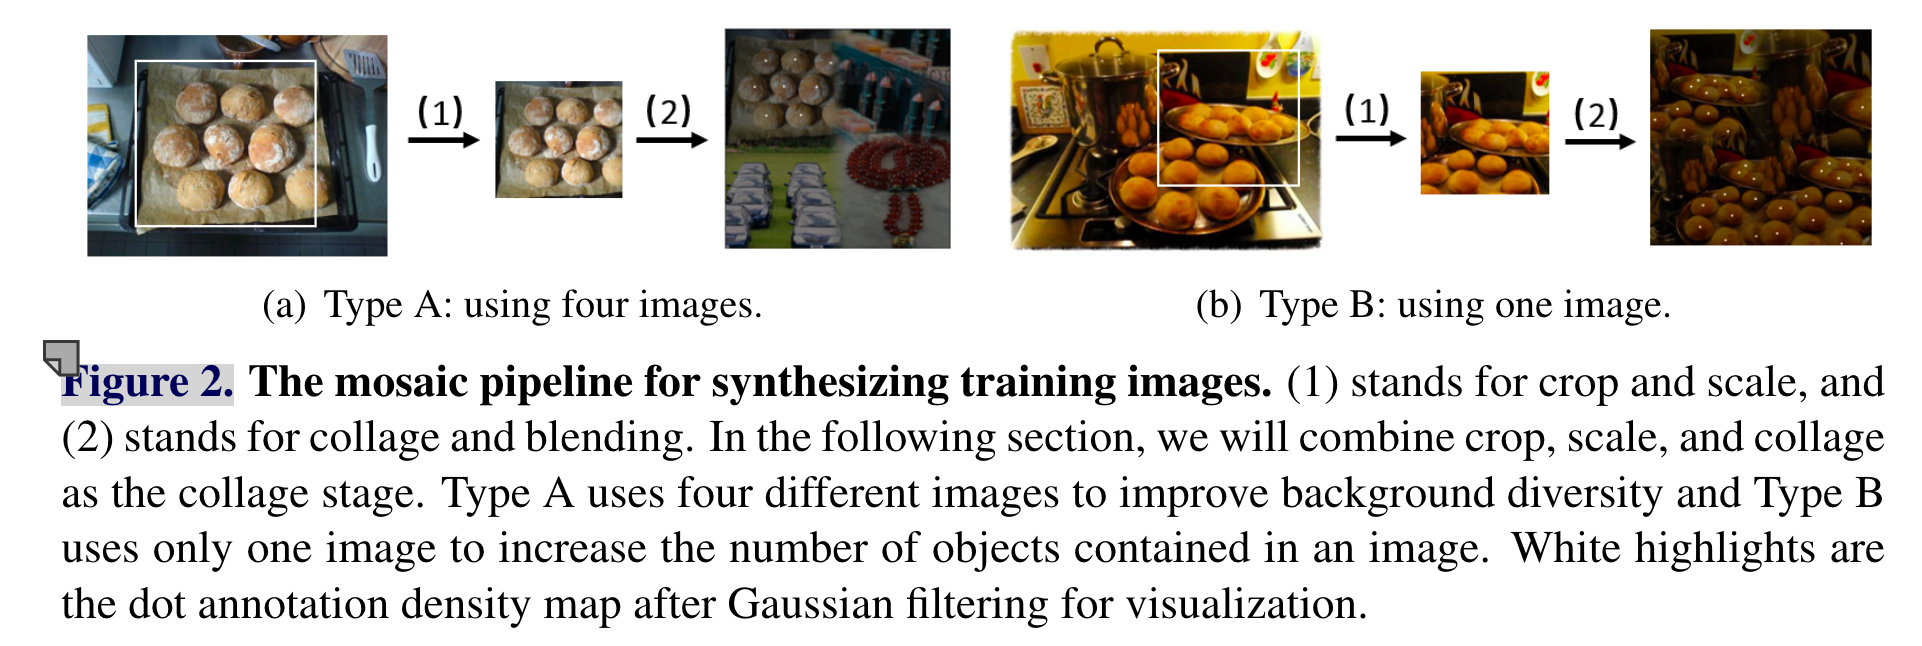 (1)
(2)
(1)
(2)
(a) Type A: using four images.
(b) Type B: using one image.
Figure 2. The mosaic pipeline for synthesizing training images. (1) stands for crop and scale, and
(2) stands for collage and blending. In the following section, we will combine crop, scale, and collage
as the collage stage. Type A uses four different images to improve background diversity and Type B
uses only one image to increase the number of objects contained in an image. White highlights are
the dot annotation density map after Gaussian filtering for visualization.